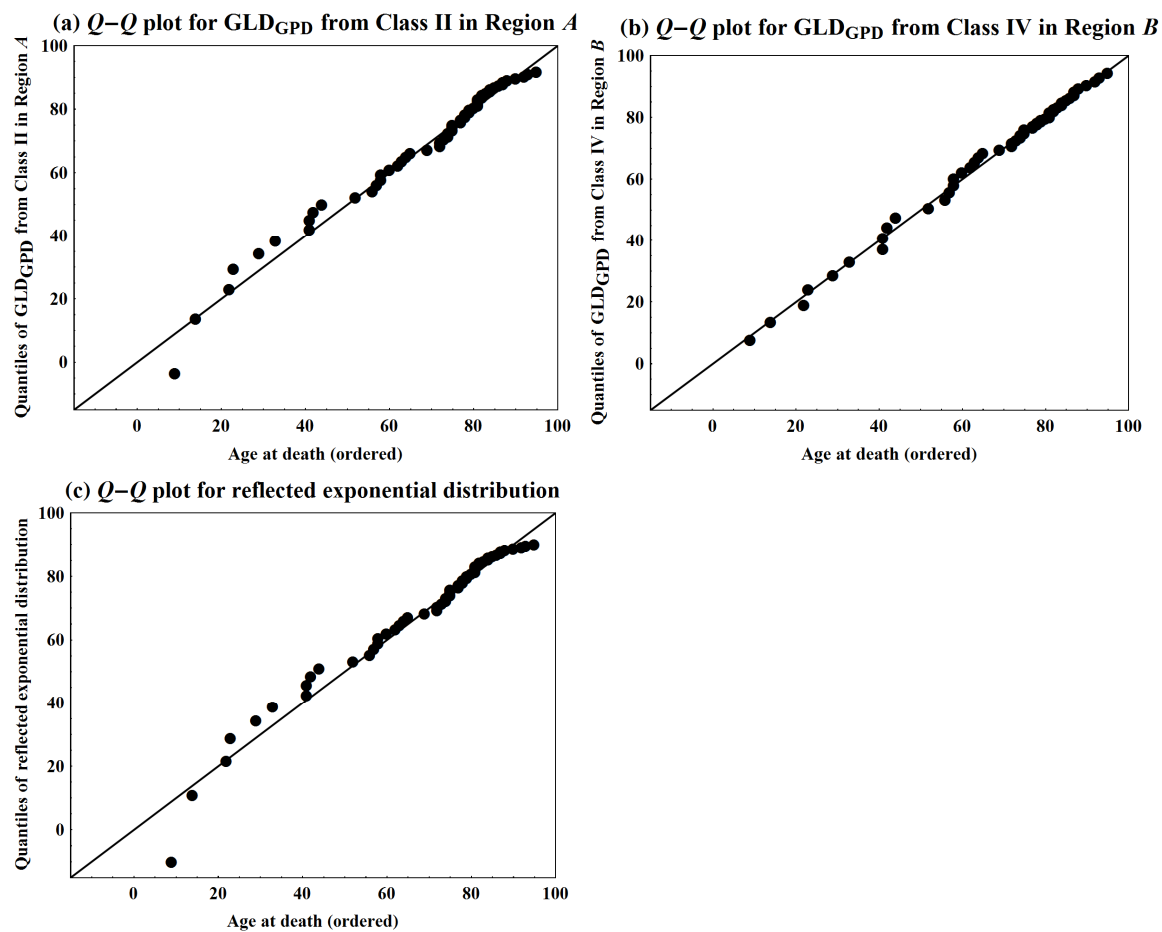 (a) Q–Q plot for GLD_GPD from Class II in Region A
Quantiles of GLD_GPD from Class II in Region A
100
80
60
40
20
0
0 20 40 60 80 100
Age at death (ordered)
(b) Q–Q plot for GLD_GPD from Class IV in Region B
Quantiles of GLD_GPD from Class IV in Region B
100
80
60
40
20
0
0 20 40 60 80 100
Age at death (ordered)
(c) Q–Q plot for reflected exponential distribution
Quantiles of reflected exponential distribution
100
80
60
40
20
0
0 20 40 60 80 100
Age at death (ordered)